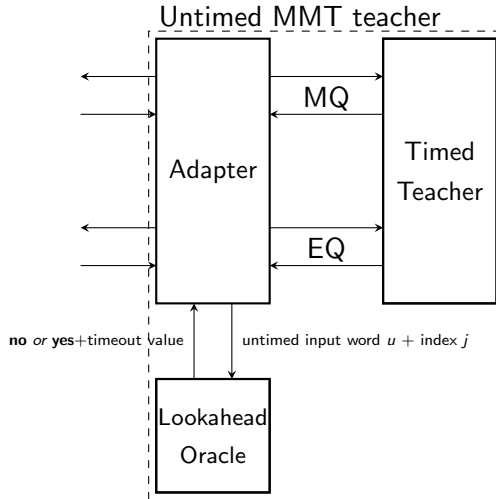 Untimed MMT teacher
MQ
Adapter
Timed
Teacher
EQ
no or yes+timeout value
untimed input word u + index j
Lookahead
Oracle